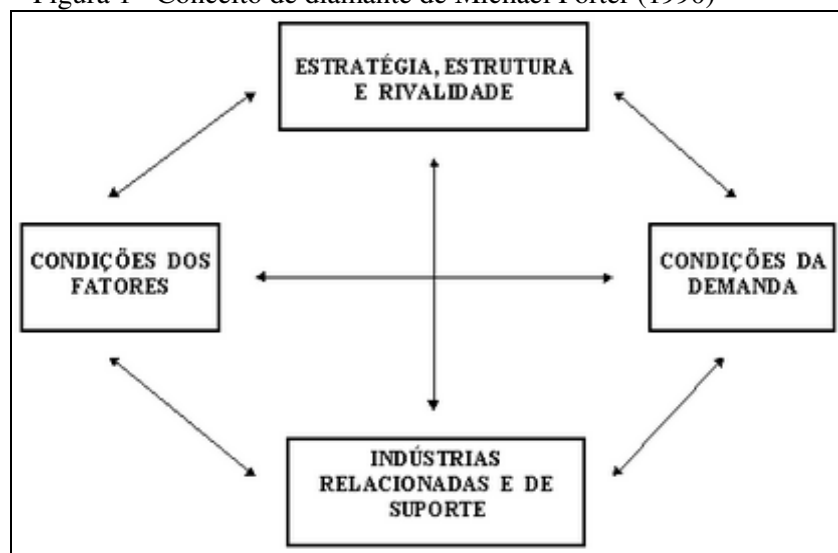 Figura 1 - Conceito de diamante de Michael Porter (1990)
ESTRATÉGIA, ESTRUTURA
E RIVALIDADE
CONDIÇÕES DOS
FATORES
CONDIÇÕES DA
DEMANDA
INDÚSTRIAS
RELACIONADAS E DE
SUPORTE